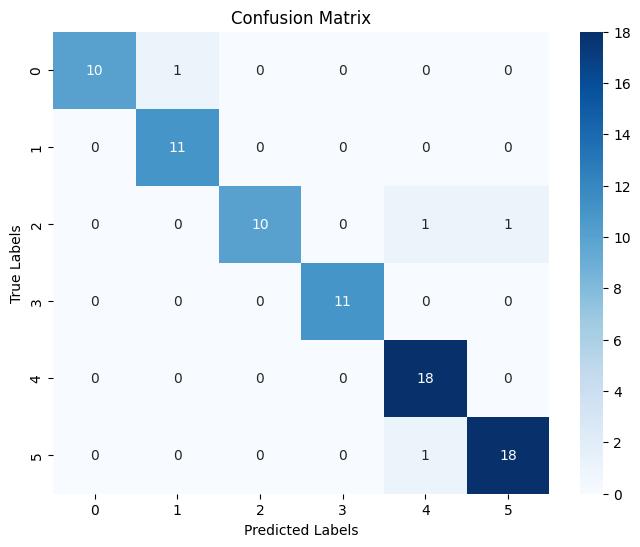 Confusion Matrix
True Labels
0 10 1 0 0 0 0
1 0 11 0 0 0 0
2 0 0 10 0 1 1
3 0 0 0 11 0 0
4 0 0 0 0 18 0
5 0 0 0 0 1 18
0 1 2 3 4 5
Predicted Labels
18
16
14
12
10
8
6
4
2
0